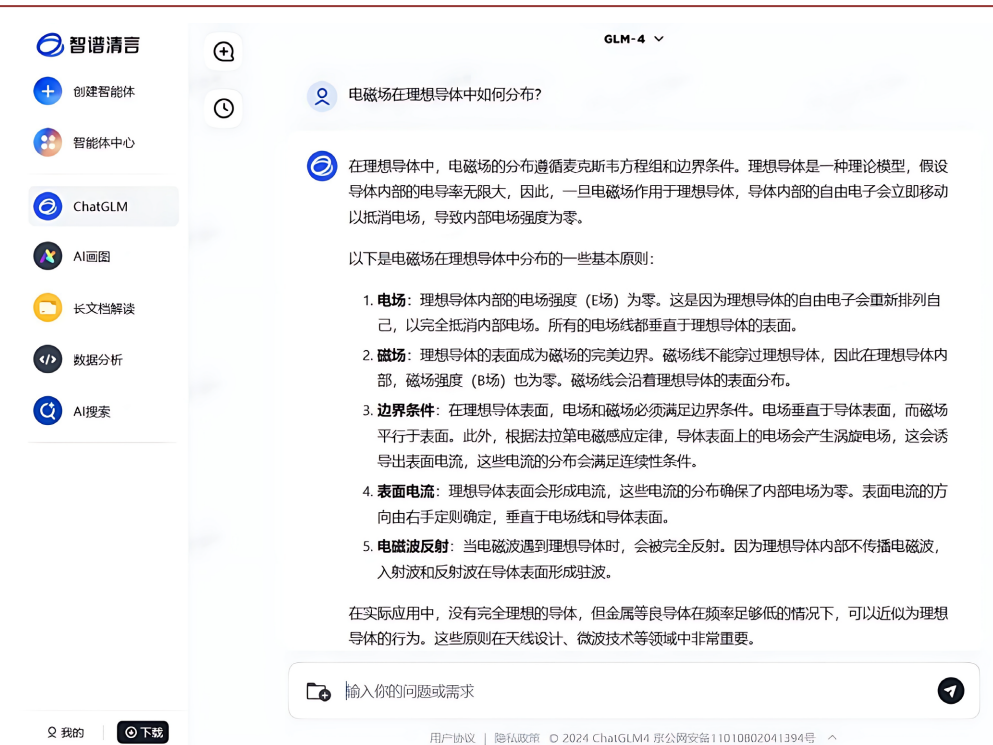 智谱清言
创建智能体
智能体中心
ChatGLM
AI画图
长文档解读
数据分析
AI搜索
我的
下载
GLM-4
电磁场在理想导体中如何分布?
在理想导体中，电磁场的分布遵循麦克斯韦方程组和边界条件。理想导体是一种理论模型，假设
导体内部的电导率无限大，因此，一旦电磁场作用于理想导体，导体内部的自由电子会立即移动
以抵消电场，导致内部电场强度为零。
以下是电磁场在理想导体中分布的一些基本原则：
1. 电场：理想导体内部的电场强度（E场）为零。这是因为理想导体的自由电子会重新排列自
己，以完全抵消内部电场。所有的电场线都垂直于理想导体的表面。
2. 磁场：理想导体的表面成为磁场的完美边界。磁场线不能穿过理想导体，因此在理想导体内
部，磁场强度（B场）也为零。磁场线会沿着理想导体的表面分布。
3. 边界条件：在理想导体表面，电场和磁场必须满足边界条件。电场垂直于导体表面，而磁场
平行于表面。此外，根据法拉第电磁感应定律，导体表面上的电场会产生涡旋电场，这会诱
导出表面电流，这些电流的分布会满足连续性条件。
4. 表面电流：理想导体表面会形成电流，这些电流的分布确保了内部电场为零。表面电流的方
向由右手定则确定，垂直于电场线和导体表面。
5. 电磁波反射：当电磁波遇到理想导体时，会被完全反射。因为理想导体内部不传播电磁波，
入射波和反射波在导体表面形成驻波。
在实际应用中，没有完全理想的导体，但金属等良导体在频率足够低的情况下，可以近似为理想
导体的行为。这些原则在天线设计、微波技术等领域中非常重要。
输入你的问题或需求
用户协议 | 隐私政策 © 2024 ChatGLM4 京公网安备11010802041394号